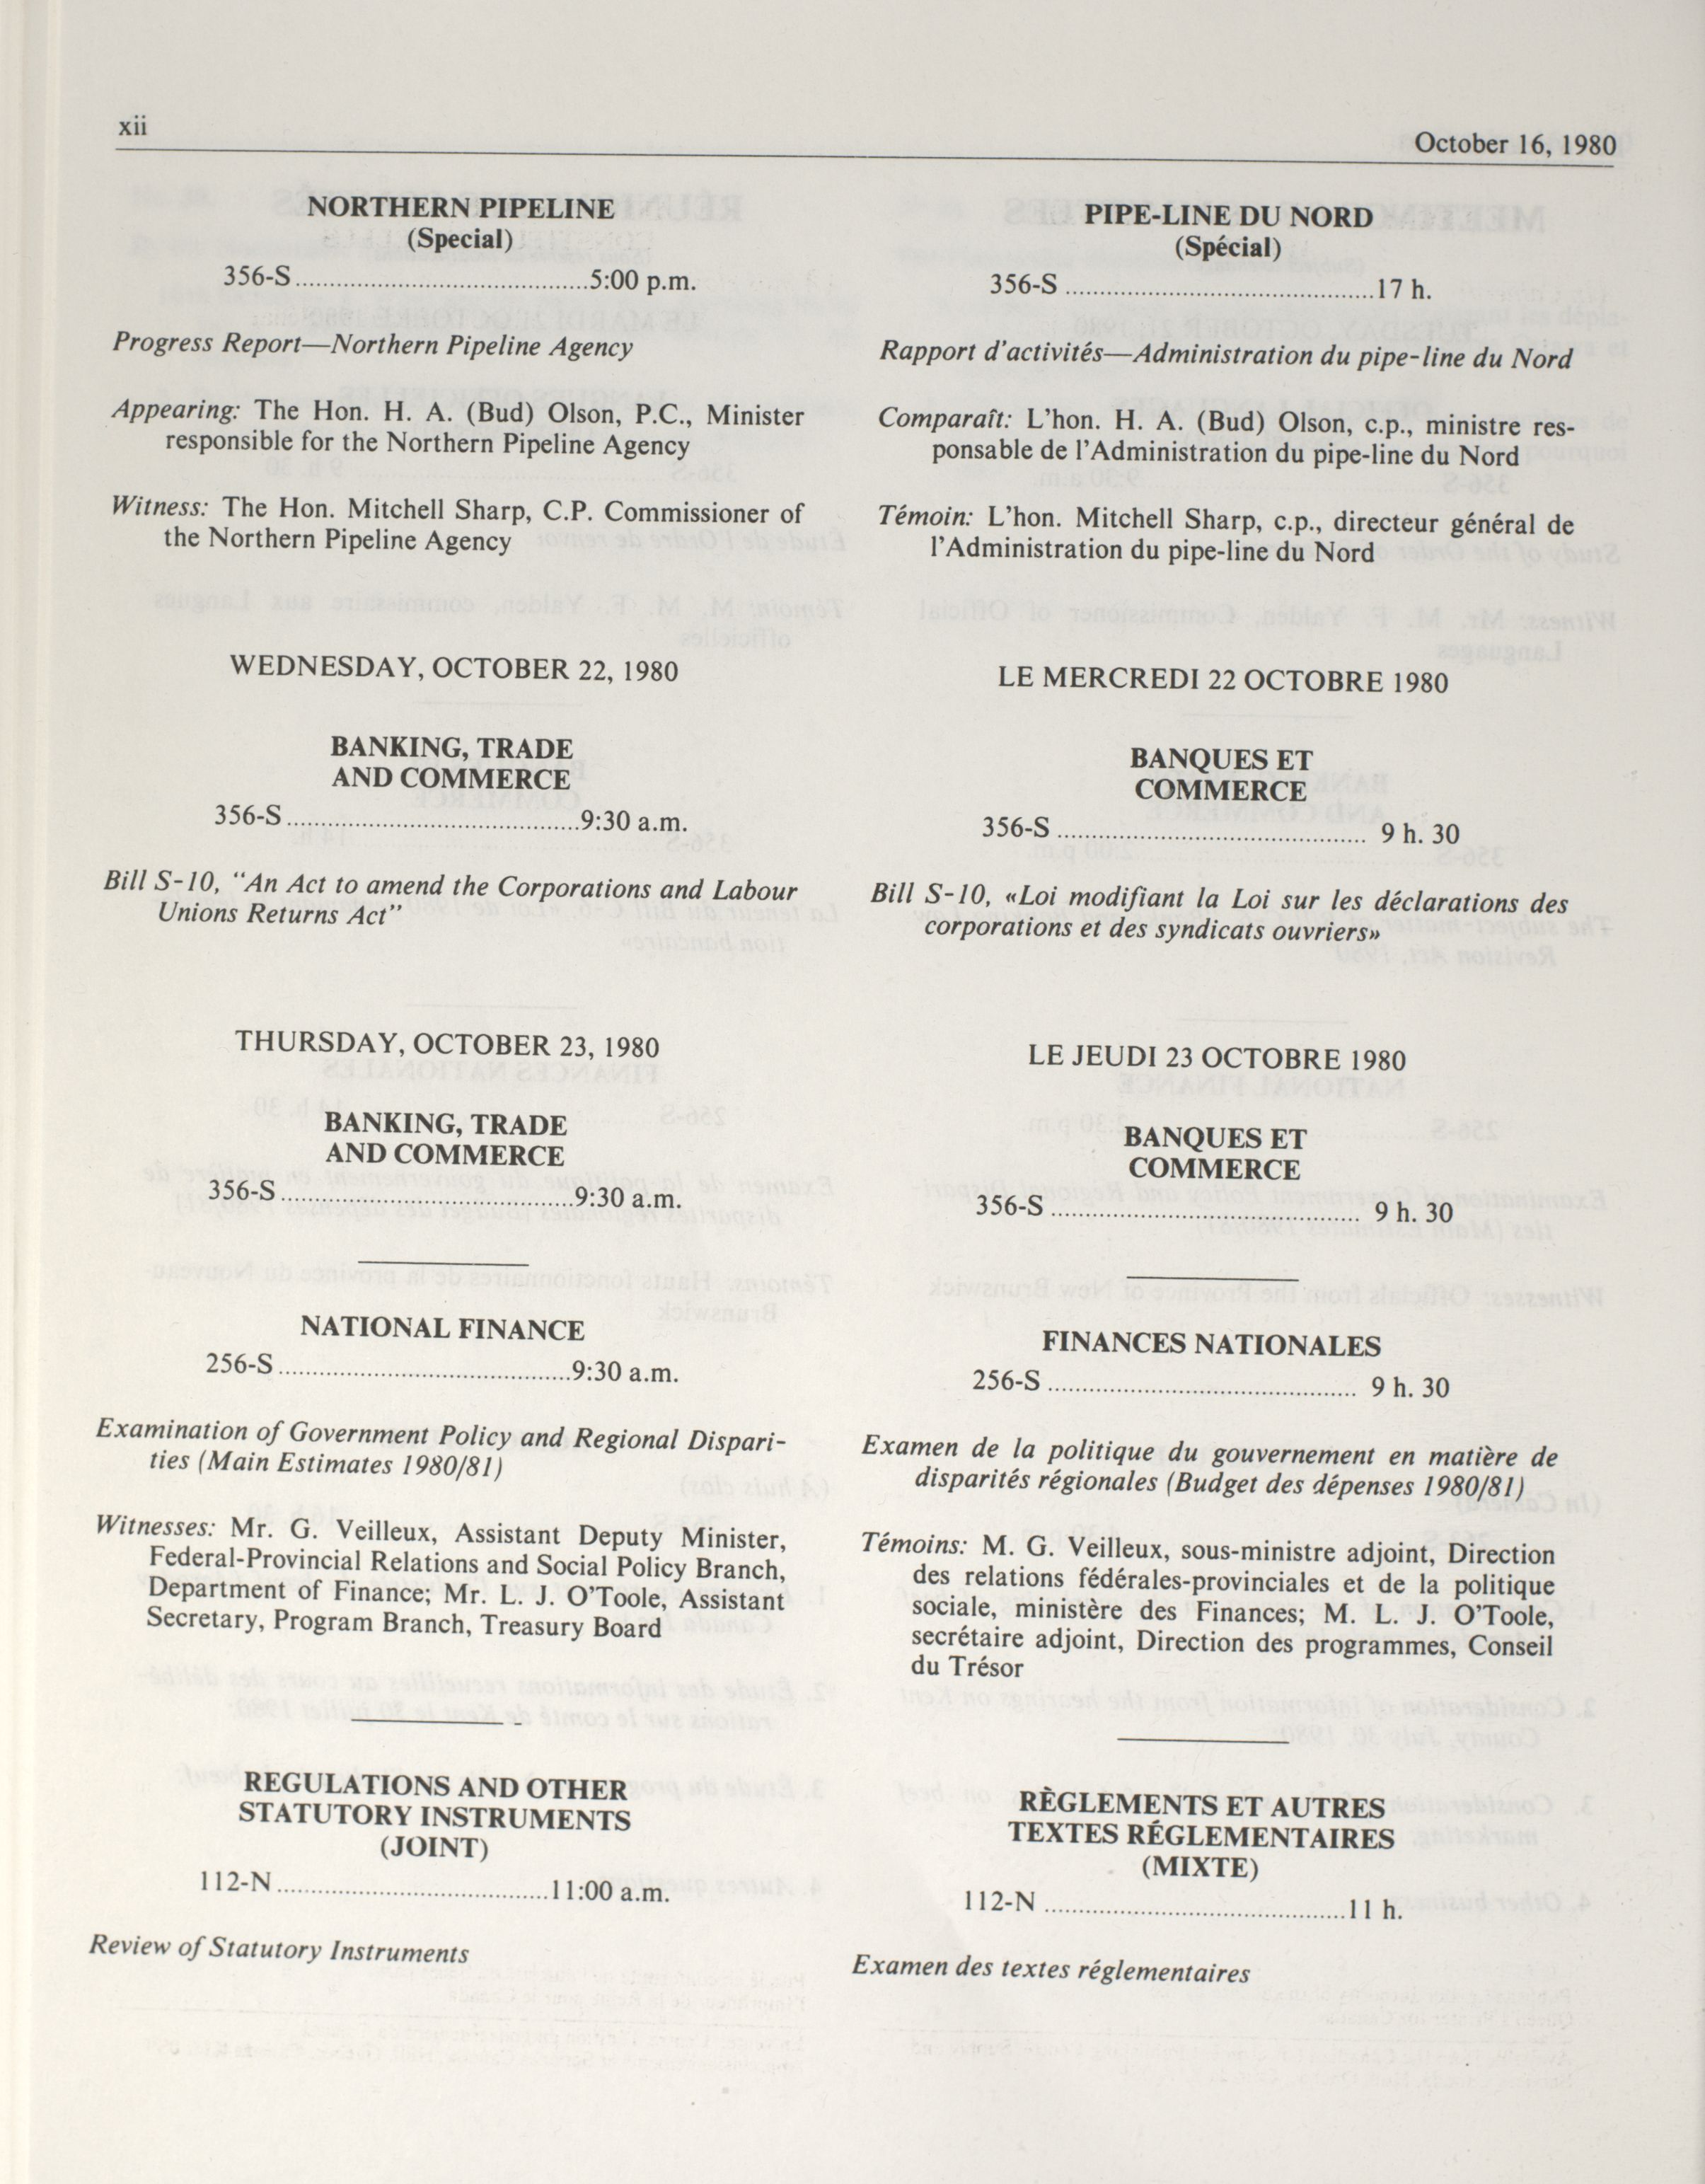 xii
October 16, 1980
NORTHERN PIPELINE
(Special)
356-S..........................................5:00 p.m.
Progress Report—Northern Pipeline Agency
Appearing: The Hon. H. A. (Bud) Olson, P.C., Minister
responsible for the Northern Pipeline Agency
Witness: The Hon. Mitchell Sharp, C.P. Commissioner of
the Northern Pipeline Agency
WEDNESDAY, OCTOBER 22, 1980
BANKING, TRADE
AND COMMERCE
356-S..........................................9:30 a.m.
Bill S-10, “An Act to amend the Corporations and Labour
Unions Returns Act”
THURSDAY, OCTOBER 23, 1980
BANKING, TRADE
AND COMMERCE
356-S..........................................9:30 a.m.
NATIONAL FINANCE
256-S..........................................9:30 a.m.
Examination of Government Policy and Regional Dispari-
ties (Main Estimates 1980/81)
Witnesses: Mr. G. Veilleux, Assistant Deputy Minister,
Federal-Provincial Relations and Social Policy Branch,
Department of Finance; Mr. L. J. O’Toole, Assistant
Secretary, Program Branch, Treasury Board
REGULATIONS AND OTHER
STATUTORY INSTRUMENTS
(JOINT)
112-N.......................................11:00 a.m.
Review of Statutory Instruments
PIPE-LINE DU NORD
(Spécial)
356-S ............................................17 h.
Rapport d’activités—Administration du pipe-line du Nord
Comparaît: L’hon. H. A. (Bud) Olson, c.p., ministre res-
ponsable de l’Administration du pipe-line du Nord
Témoin: L’hon. Mitchell Sharp, c.p., directeur général de
l’Administration du pipe-line du Nord
LE MERCREDI 22 OCTOBRE 1980
BANQUES ET
COMMERCE
356-S ............................................ 9 h. 30
Bill S-10, «Loi modifiant la Loi sur les déclarations des
corporations et des syndicats ouvriers»
LE JEUDI 23 OCTOBRE 1980
BANQUES ET
COMMERCE
356-S ............................................ 9 h. 30
FINANCES NATIONALES
256-S ............................................ 9 h. 30
Examen de la politique du gouvernement en matière de
disparités régionales (Budget des dépenses 1980/81)
Témoins: M. G. Veilleux, sous-ministre adjoint, Direction
des relations fédérales-provinciales et de la politique
sociale, ministère des Finances; M. L. J. O’Toole,
secrétaire adjoint, Direction des programmes, Conseil
du Trésor
RÈGLEMENTS ET AUTRES
TEXTES RÉGLEMENTAIRES
(MIXTE)
112-N ...........................................11 h.
Examen des textes réglementaires